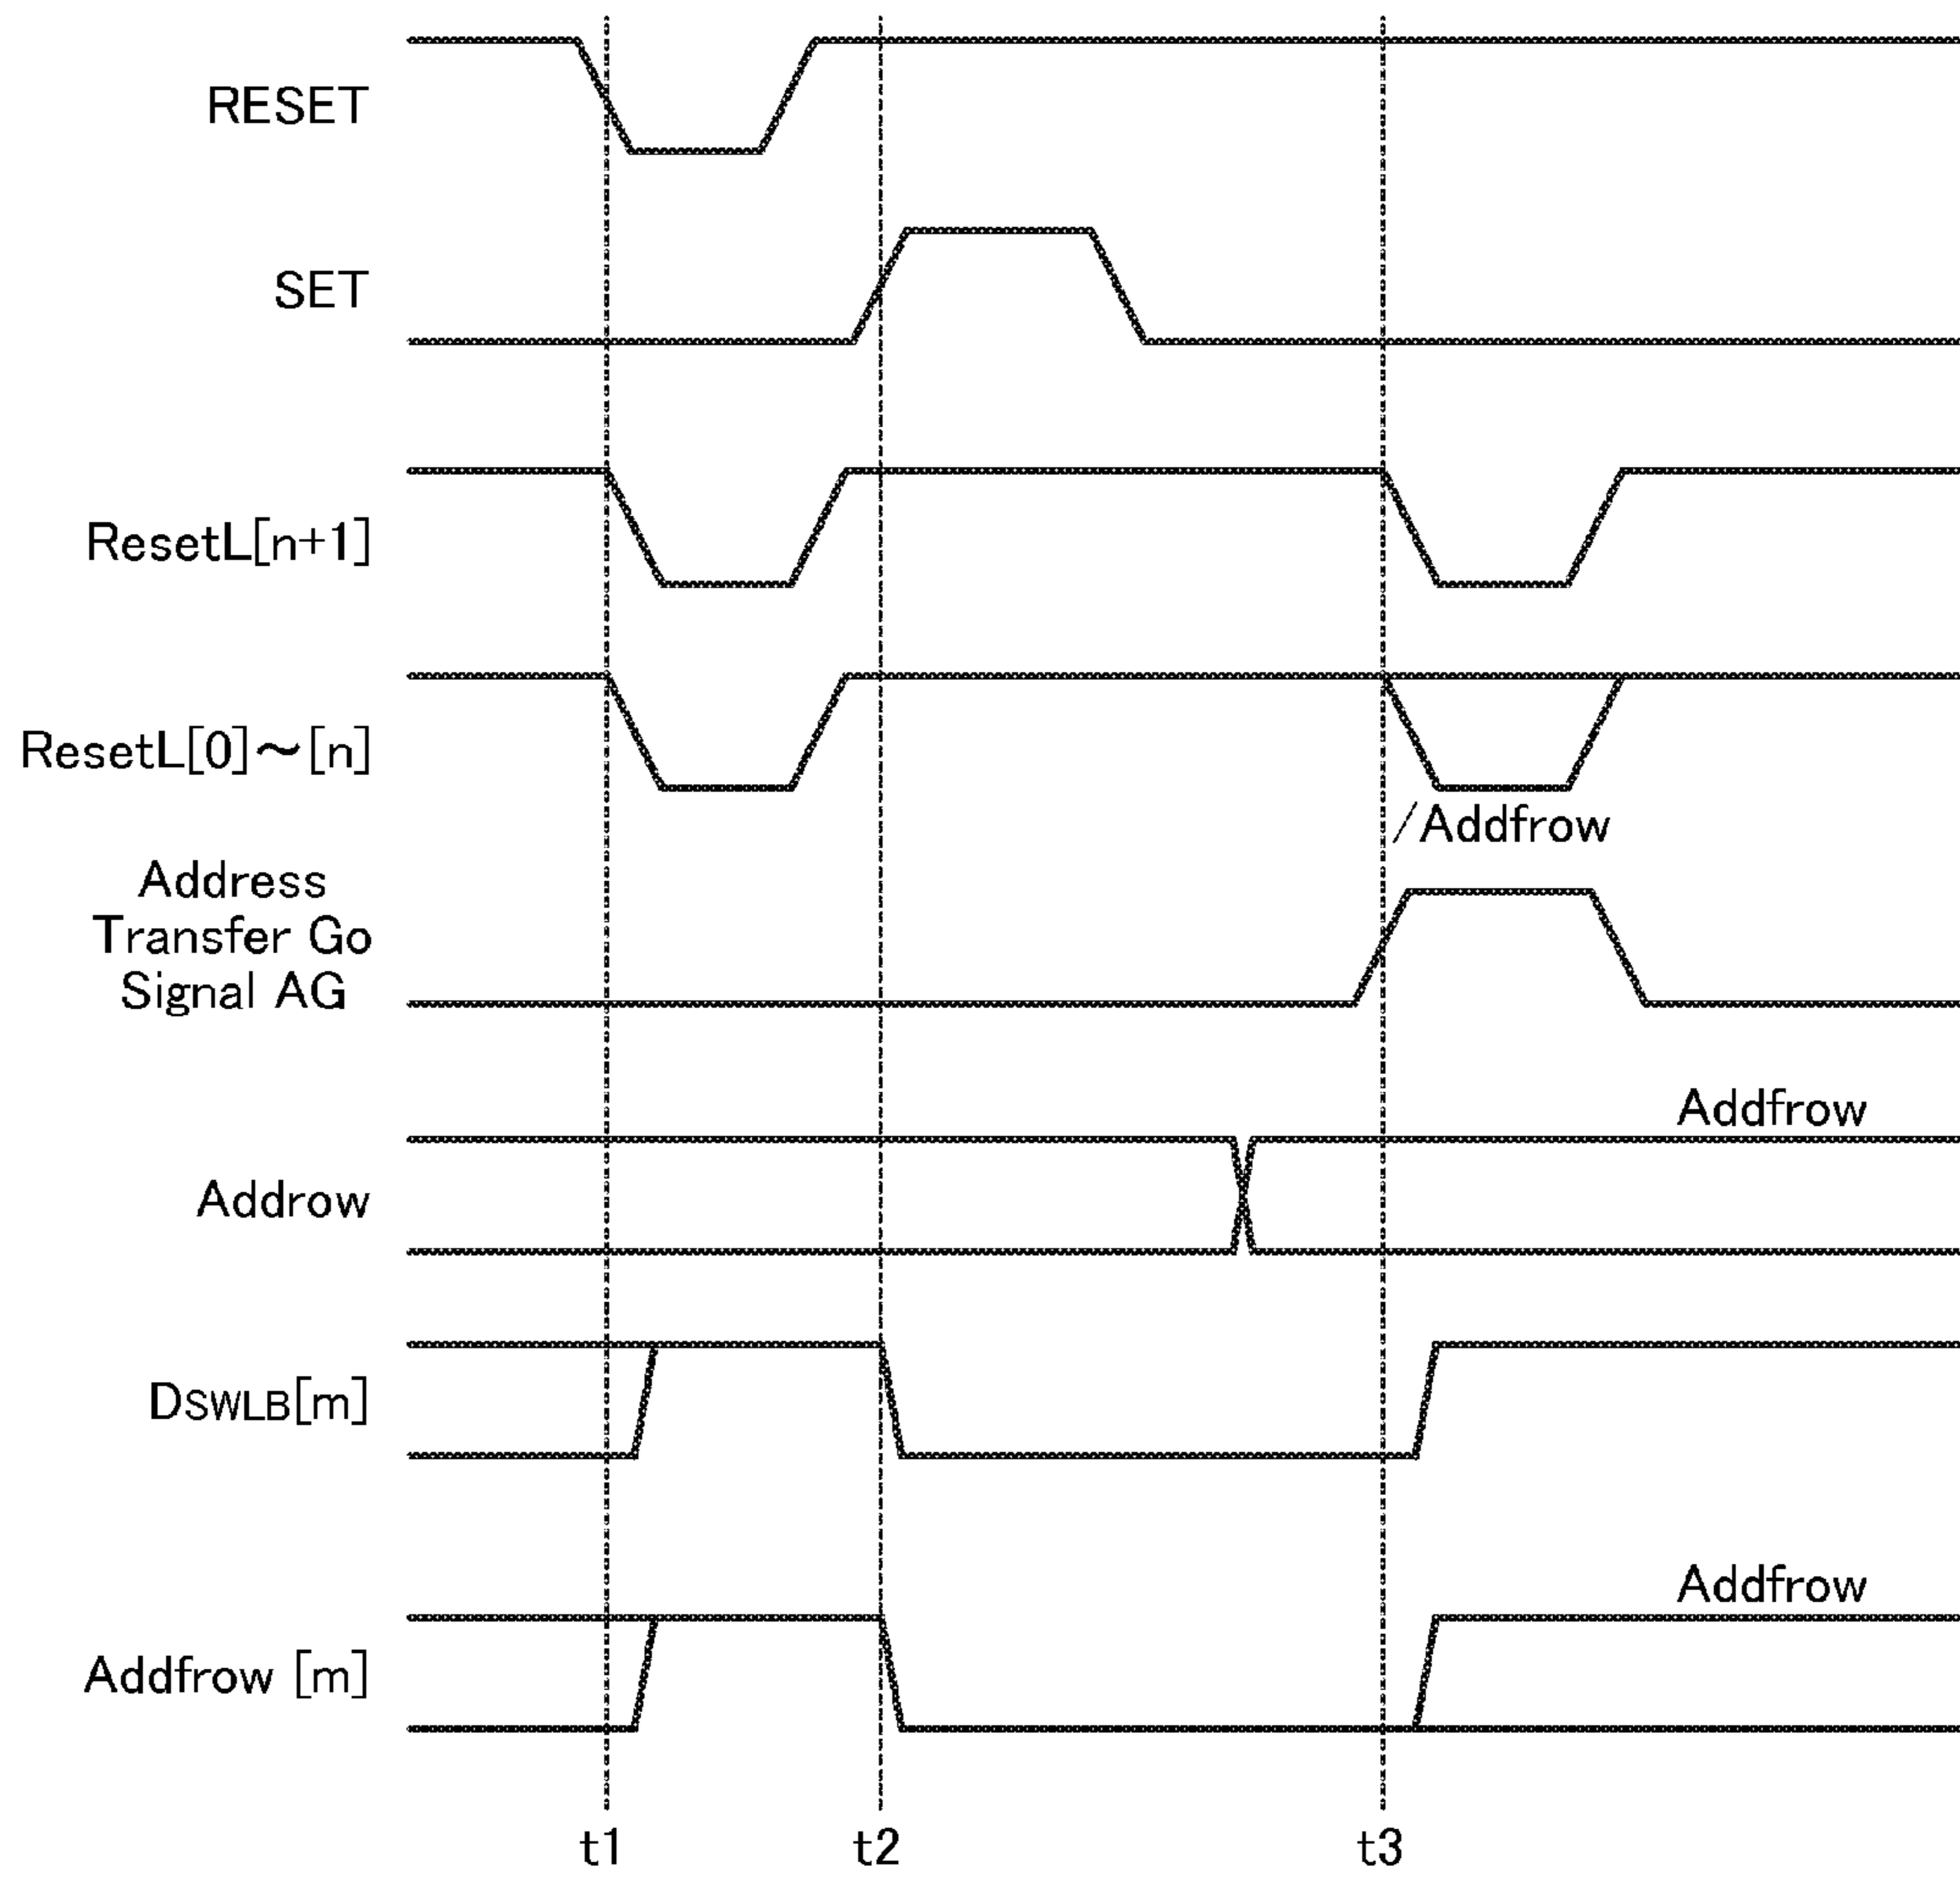 RESET
SET
ResetL[n+1]
ResetL[0]～[n]
/Addfrow
Address
Transfer Go
Signal AG
Addfrow
Addrow
DSWLB[m]
Addfrow
Addfrow [m]
t1 t2 t3